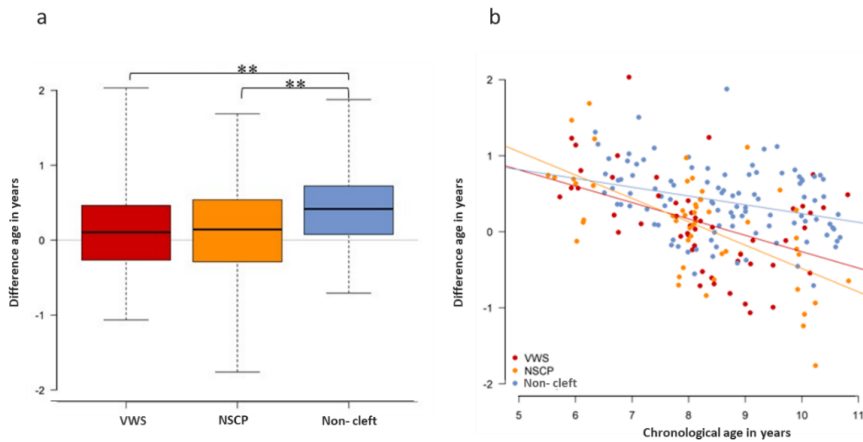 a
**
**
2
1
0
-1
-2
Difference age in years
VWS NSCP Non- cleft
b
2
1
0
-1
-2
Difference age in years
VWS
NSCP
Non- cleft
5 6 7 8 9 10 11
Chronological age in years